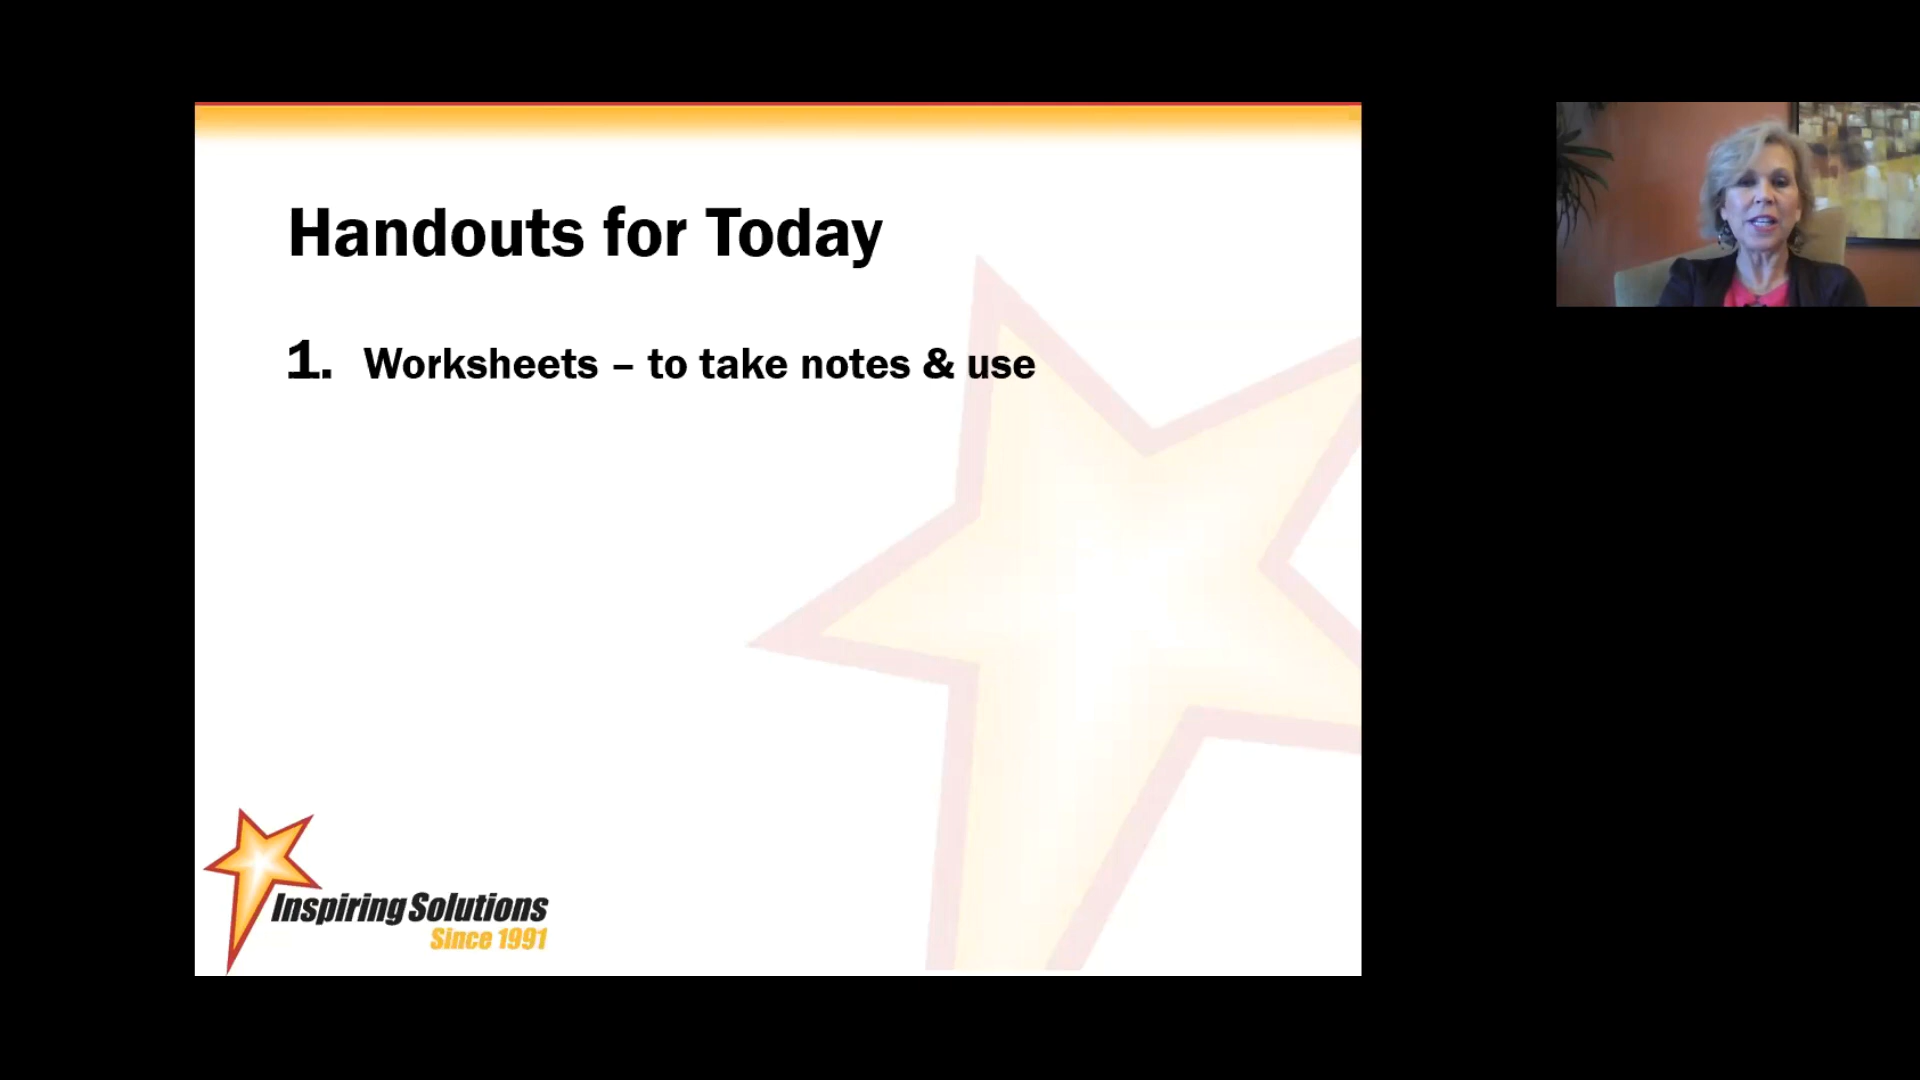 Handouts for Today
1. Worksheets – to take notes & use
Inspiring Solutions
Since 1991